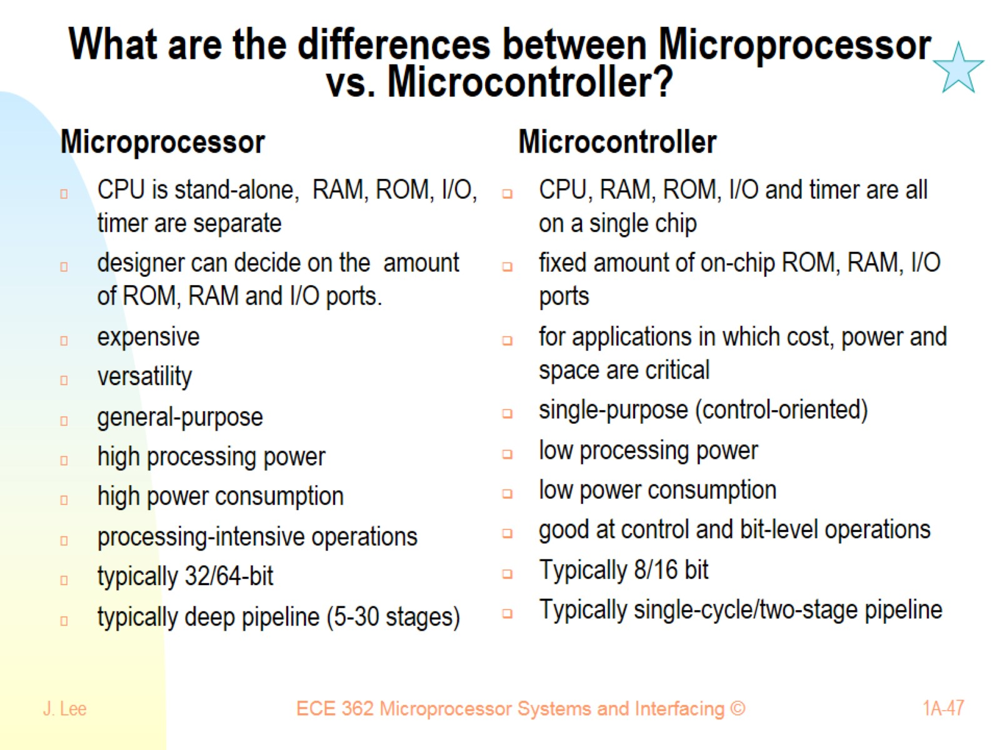 What are the differences between Microprocessor
vs. Microcontroller?
Microprocessor
CPU is stand-alone,  RAM, ROM, I/O,
timer are separate
designer can decide on the  amount
of ROM, RAM and I/O ports.
expensive
versatility
general-purpose
high processing power
high power consumption
processing-intensive operations
typically 32/64-bit
typically deep pipeline (5-30 stages)
Microcontroller
CPU, RAM, ROM, I/O and timer are all
on a single chip
fixed amount of on-chip ROM, RAM, I/O
ports
for applications in which cost, power and
space are critical
single-purpose (control-oriented)
low processing power
low power consumption
good at control and bit-level operations
Typically 8/16 bit
Typically single-cycle/two-stage pipeline
J. Lee
ECE 362 Microprocessor Systems and Interfacing ©
1A-47